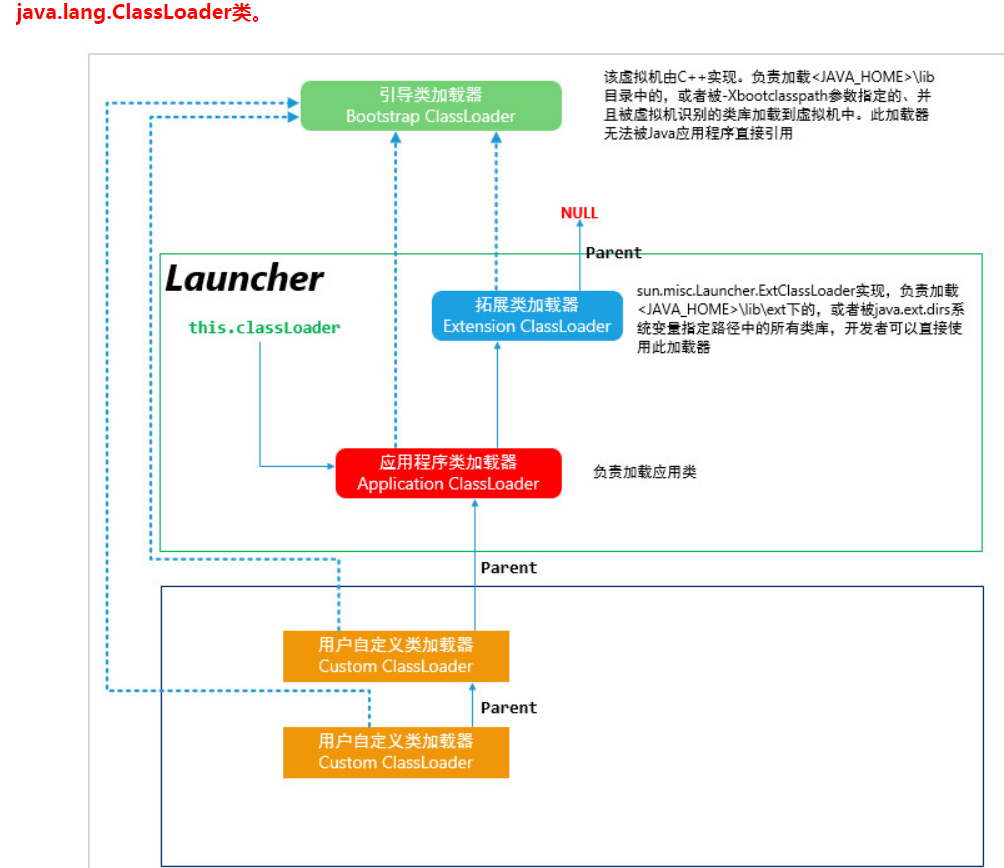 java.lang.ClassLoader类。
引导类加载器
Bootstrap ClassLoader
该虚拟机由C++实现。负责加载<JAVA_HOME>\lib
目录中的，或者被-Xbootclasspath参数指定的、并
且被虚拟机识别的类库加载到虚拟机中。此加载器
无法被Java应用程序直接引用
NULL
Parent
Launcher
this.classLoader
拓展类加载器
Extension ClassLoader
sun.misc.Launcher.ExtClassLoader实现，负责加载
<JAVA_HOME>\lib\ext下的，或者被java.ext.dirs系
统变量指定路径中的所有类库，开发者可以直接使
用此加载器
应用程序类加载器
Application ClassLoader
负责加载应用类
Parent
用户自定义类加载器
Custom ClassLoader
Parent
用户自定义类加载器
Custom ClassLoader